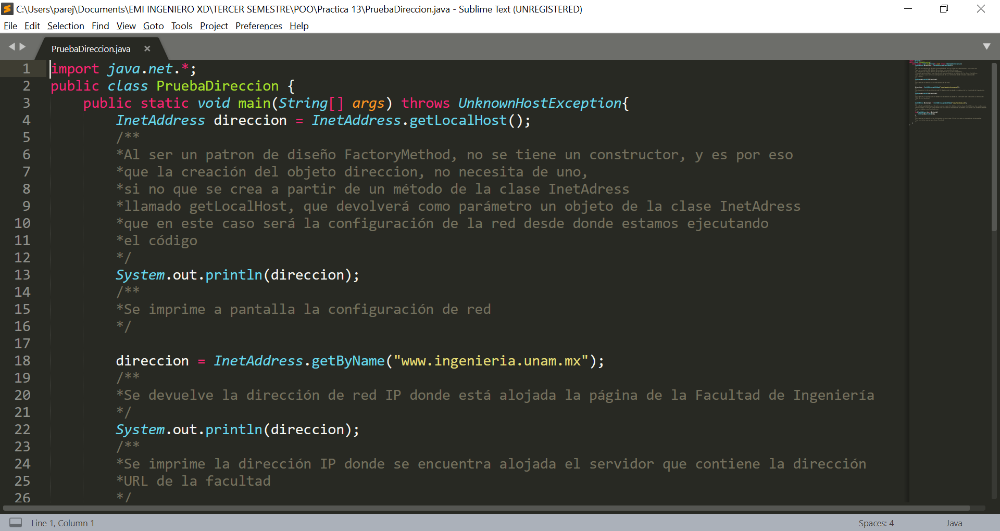 C:\Users\parej\Documents\EMI INGENIERO XD\TERCER SEMESTRE\POO\Practica 13\PruebaDireccion.java - Sublime Text (UNREGISTERED)
File Edit Selection Find View Goto Tools Project Preferences Help
PruebaDireccion.java
1 import java.net.*;
2 public class PruebaDireccion {
3 public static void main(String[] args) throws UnknownHostException{
4 InetAddress direccion = InetAddress.getLocalHost();
5 /**
6 *Al ser un patron de diseño FactoryMethod, no se tiene un constructor, y es por eso
7 *que la creación del objeto direccion, no necesita de uno,
8 *si no que se crea a partir de un método de la clase InetAdress
9 *llamado getLocalHost, que devolverá como parámetro un objeto de la clase InetAdress
10 *que en este caso será la configuración de la red desde donde estamos ejecutando
11 *el código
12 */
13 System.out.println(direccion);
14 /**
15 *Se imprime a pantalla la configuración de red
16 */
17
18 direccion = InetAddress.getByName("www.ingenieria.unam.mx");
19 /**
20 *Se devuelve la dirección de red IP donde está alojada la página de la Facultad de Ingeniería
21 */
22 System.out.println(direccion);
23 /**
24 *Se imprime la dirección IP donde se encuentra alojada el servidor que contiene la dirección
25 *URL de la facultad
26 */
Line 1, Column 1
Spaces: 4
Java